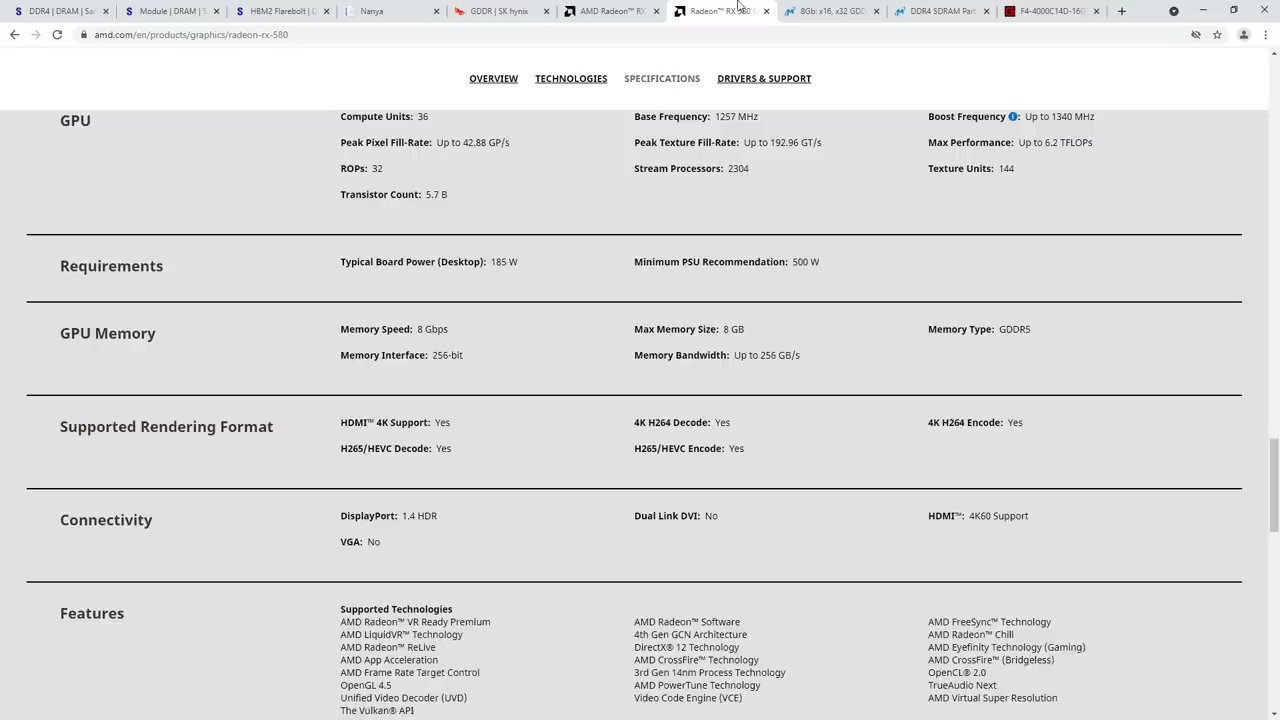 DDR4 | DRAM | Sa
Module | DRAM | S
HBM2 Flarebolt | D
Nanya
GDDR | SK hynix
AMD Radeon™ RX
Radeon™ RX 580
8Gb: x16, x32 GDD
DDR4 SDRAM Part
F4-4000C14D-16G
amd.com/en/products/graphics/radeon-rx-580
OVERVIEW TECHNOLOGIES SPECIFICATIONS DRIVERS & SUPPORT
GPU
Compute Units: 36
Base Frequency: 1257 MHz
Boost Frequency : Up to 1340 MHz
Peak Pixel Fill-Rate: Up to 42.88 GP/s
Peak Texture Fill-Rate: Up to 192.96 GT/s
Max Performance: Up to 6.2 TFLOPs
ROPs: 32
Stream Processors: 2304
Texture Units: 144
Transistor Count: 5.7 B
Requirements
Typical Board Power (Desktop): 185 W
Minimum PSU Recommendation: 500 W
GPU Memory
Memory Speed: 8 Gbps
Max Memory Size: 8 GB
Memory Type: GDDR5
Memory Interface: 256-bit
Memory Bandwidth: Up to 256 GB/s
Supported Rendering Format
HDMI™ 4K Support: Yes
4K H264 Decode: Yes
4K H264 Encode: Yes
H265/HEVC Decode: Yes
H265/HEVC Encode: Yes
Connectivity
DisplayPort: 1.4 HDR
Dual Link DVI: No
HDMI™: 4K60 Support
VGA: No
Features
Supported Technologies
AMD Radeon™ VR Ready Premium
AMD Radeon™ Software
AMD FreeSync™ Technology
AMD LiquidVR™ Technology
4th Gen GCN Architecture
AMD Radeon™ Chill
AMD Radeon™ ReLive
DirectX® 12 Technology
AMD Eyefinity Technology (Gaming)
AMD App Acceleration
AMD CrossFire™ Technology
AMD CrossFire™ (Bridgeless)
AMD Frame Rate Target Control
3rd Gen 14nm Process Technology
OpenCL® 2.0
OpenGL 4.5
AMD PowerTune Technology
TrueAudio Next
Unified Video Decoder (UVD)
Video Code Engine (VCE)
AMD Virtual Super Resolution
The Vulkan® API